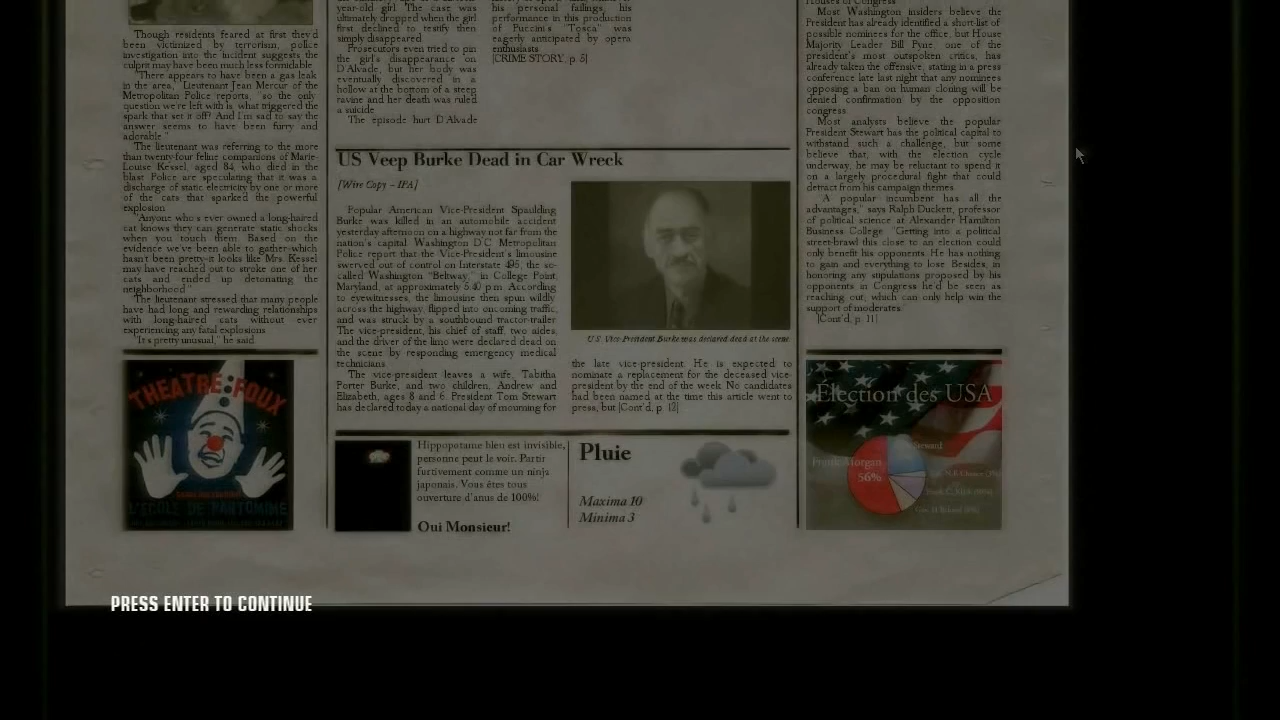 Though residents feared at first they'd
been victimized by terrorism, police
investigation into the incident suggests the
culprit may have been much less formidable.
"There appears to have been a gas leak
in the area," Lieutenant Jean Mercur of the
Metropolitan Police reports, "so the only
question we're left with is, what triggered the
spark that set it off? And I'm sad to say the
answer seems to have been furry and
adorable."
The lieutenant was referring to the more
than twenty-four feline companions of Marie-
Louise Kessel, aged 84, who died in the
blast. Police are speculating that it was a
discharge of static electricity by one or more
of the cats that sparked the powerful
explosion.
"Anyone who's ever owned a long-haired
cat knows they can generate static shocks
when you touch them. Based on the
evidence we've been able to gather–which
hasn't been pretty–it looks like Mrs. Kessel
may have reached out to stroke one of her
cats and ended up detonating the
neighborhood."
The lieutenant stressed that many people
have had long and rewarding relationships
with long-haired cats without ever
experiencing any fatal explosions.
"It's pretty unusual," he said.
THEATRE FOUX
L'ECOLE DE PANTOMIME
year-old girl. The case was
ultimately dropped when the girl
first declined to testify then
simply disappeared.
Prosecutors even tried to pin
the girl's disappearance on
D'Alvade, but her body was
eventually discovered in a
hollow at the bottom of a steep
ravine and her death was ruled
a suicide.
The episode hurt D'Alvade
his personal failings, his
performance in this production
of Puccini's "Tosca" was
eagerly anticipated by opera
enthusiasts.
[CRIME STORY, p. 5]
US Veep Burke Dead in Car Wreck
[Wire Copy – IPA]
Popular American Vice-President Spaulding
Burke was killed in an automobile accident
yesterday afternoon on a highway not far from the
nation's capital. Washington D.C. Metropolitan
Police report that the Vice-President's limousine
swerved out of control on Interstate 495, the so-
called Washington "Beltway," in College Point,
Maryland, at approximately 5:40 p.m. According
to eyewitnesses, the limousine then spun wildly
across the highway, flipped into oncoming traffic,
and was struck by a southbound tractor-trailer.
The vice-president, his chief of staff, two aides,
and the driver of the limo were declared dead on
the scene by responding emergency medical
technicians.
The vice-president leaves a wife, Tabitha
Porter Burke, and two children, Andrew and
Elizabeth, ages 8 and 6. President Tom Stewart
has declared today a national day of mourning for
U.S. Vice-President Burke was declared dead at the scene
the late vice-president. He is expected to
nominate a replacement for the deceased vice-
president by the end of the week. No candidates
had been named at the time this article went to
press, but [Cont'd, p. 12]
Hippopotame bleu est invisible,
personne peut le voir. Partir
furtivement comme un ninja
japonais. Vous êtes tous
ouverture d'anus de 100%!
Oui Monsieur!
Pluie
Maxima 10
Minima 3
Houses of Congress.
Most Washington insiders believe the
President has already identified a short-list of
possible nominees for the office, but House
Majority Leader Bill Pyne, one of the
president's most outspoken critics, has
already taken the offensive, stating in a press
conference late last night that any nominees
opposing a ban on human cloning will be
denied confirmation by the opposition
congress.
Most analysts believe the popular
President Stewart has the political capital to
withstand such a challenge, but some
believe that, with the election cycle
underway, he may be reluctant to spend it
on a largely procedural fight that could
detract from his campaign themes.
"A popular incumbent has all the
advantages," says Ralph Duckett, professor
of political science at Alexander Hamilton
Business College. "Getting into a political
street-brawl this close to an election could
only benefit his opponents. He has nothing
to gain and everything to lose. Besides, in
honoring any stipulations proposed by his
opponents in Congress he'd be seen as
reaching out, which can only help win the
support of moderates.
[Cont'd, p. 11]
Élection des USA
Frank Morgan
56%
PRESS ENTER TO CONTINUE